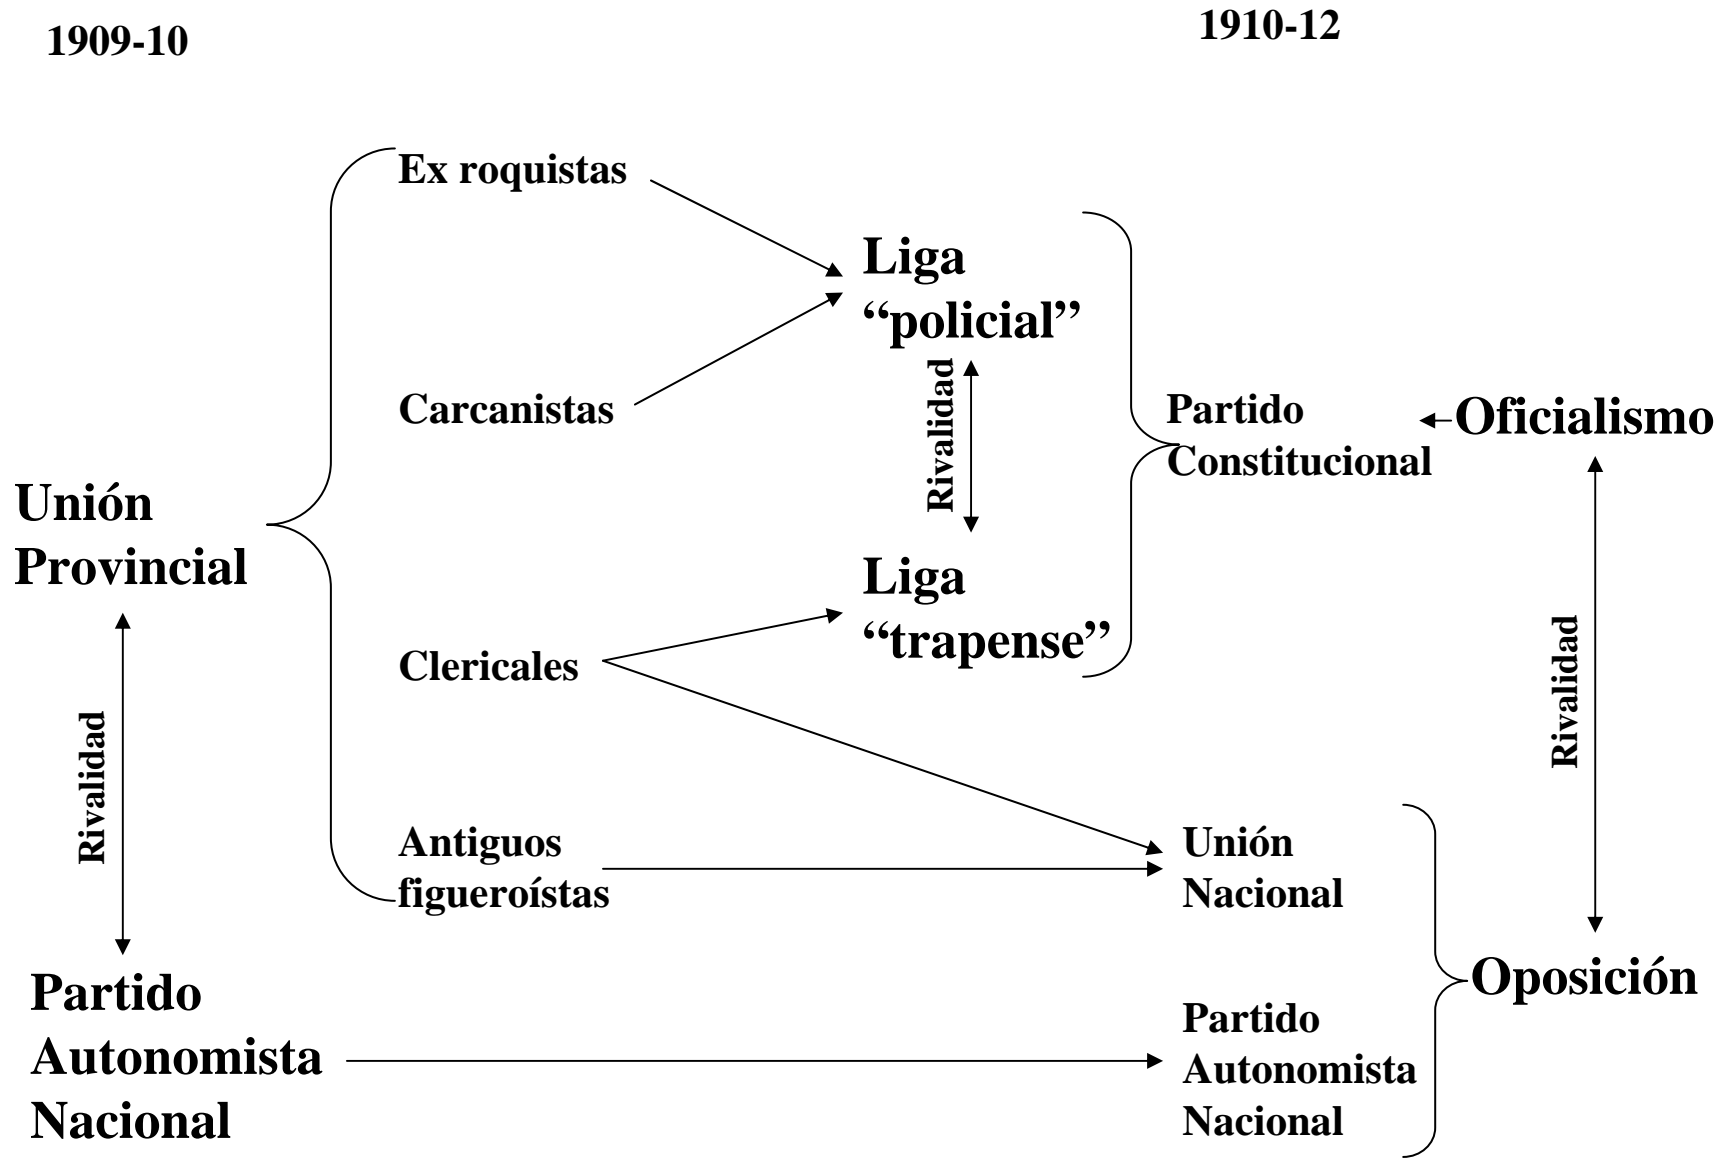 1909-10
1910-12
Ex roquistas
Liga
“policial”
Carcanistas
Rivalidad
Partido
Constitucional
Oficialismo
Unión
Provincial
Liga
“trapense”
Clericales
Rivalidad
Rivalidad
Antiguos
figueroístas
Unión
Nacional
Oposición
Partido
Autonomista
Nacional
Partido
Autonomista
Nacional